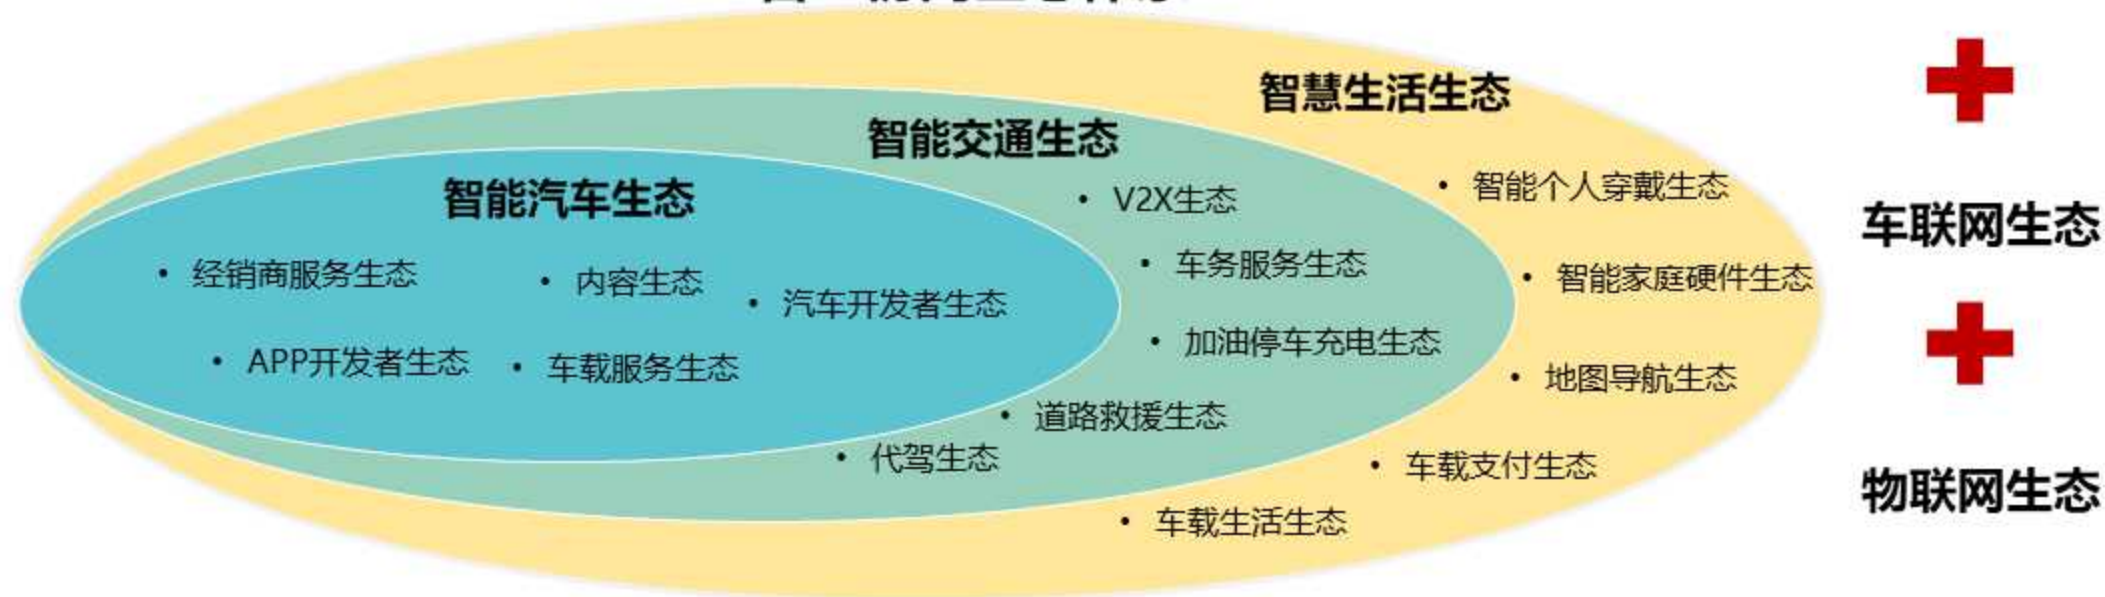 智慧生活生态
智能交通生态
智能汽车生态
• V2X生态
• 智能个人穿戴生态
车联网生态
• 经销商服务生态
• 内容生态
• 汽车开发者生态
• 车务服务生态
• 智能家庭硬件生态
• APP开发者生态
• 车载服务生态
• 加油停车充电生态
• 地图导航生态
• 道路救援生态
• 代驾生态
• 车载支付生态
物联网生态
• 车载生活生态